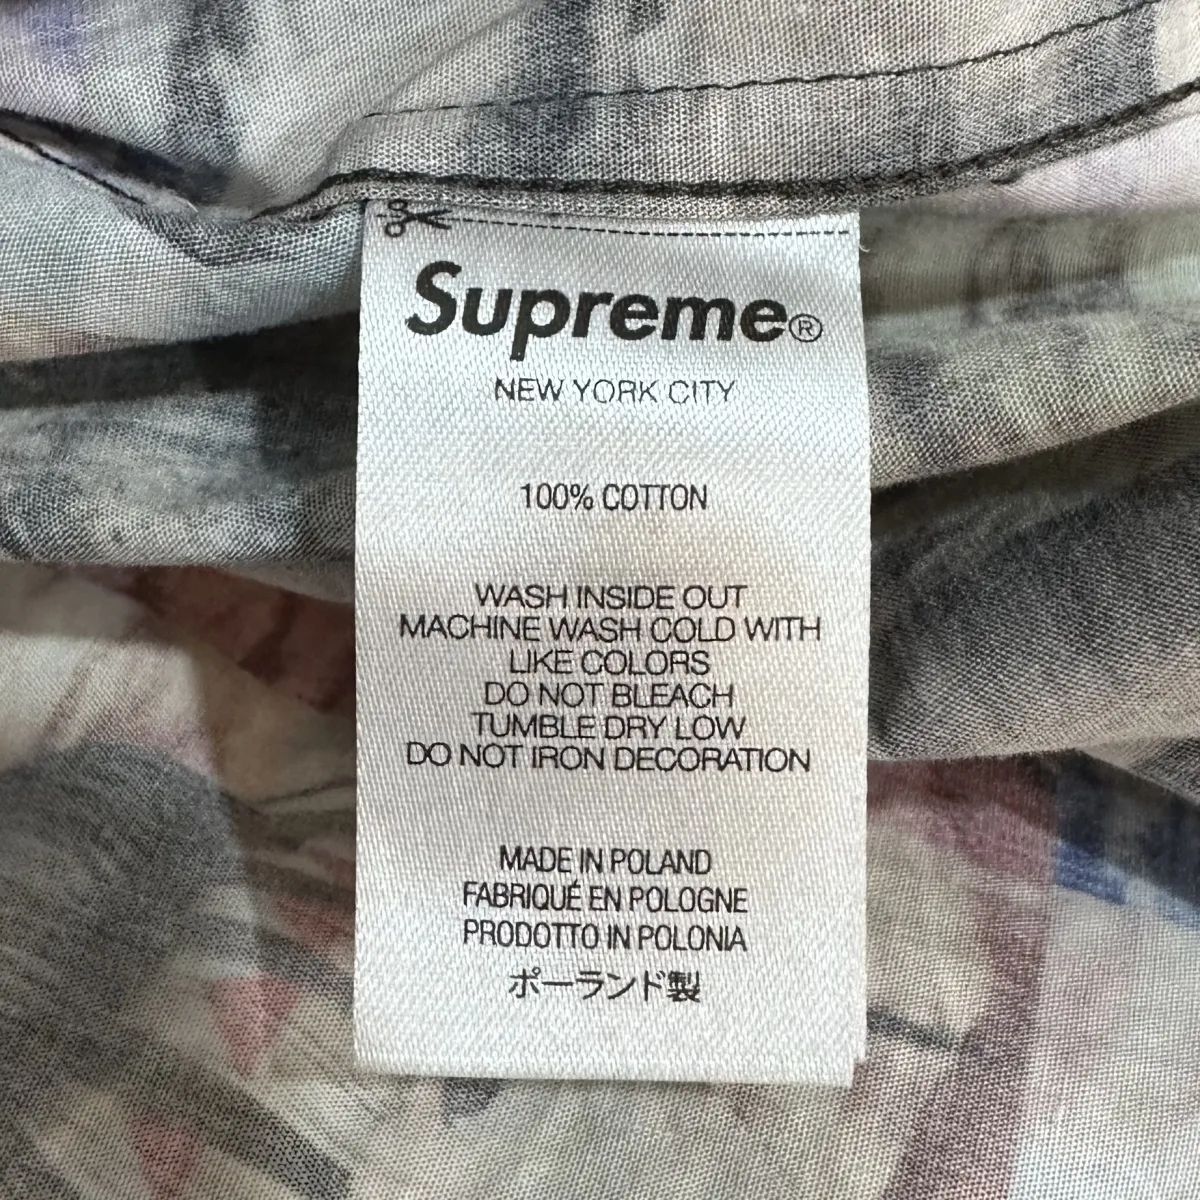 Supreme®
NEW YORK CITY
100% COTTON
WASH INSIDE OUT
MACHINE WASH COLD WITH
LIKE COLORS
DO NOT BLEACH
TUMBLE DRY LOW
DO NOT IRON DECORATION
MADE IN POLAND
FABRIQUÉ EN POLOGNE
PRODOTTO IN POLONIA
ポーランド製